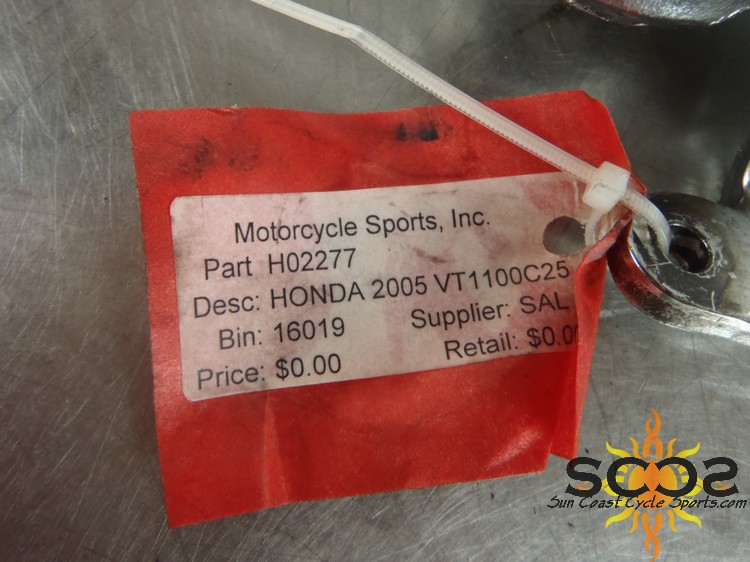 Motorcycle Sports, Inc.
Part H02277
Desc: HONDA 2005 VT1100C25
Bin: 16019 Supplier: SAL
Price: $0.00 Retail: $0.00
SCCS
Sun Coast Cycle Sports.com